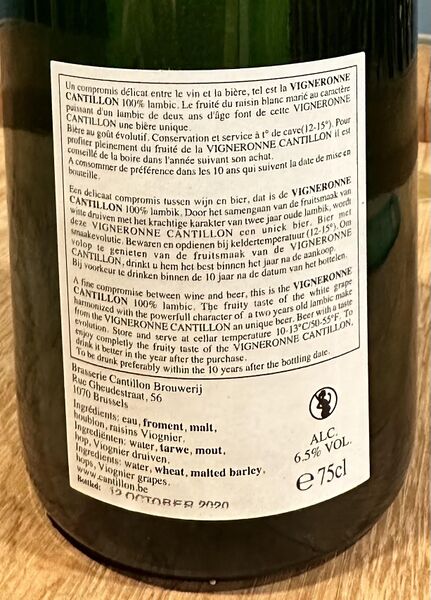 Un compromis délicat entre le vin et la bière, tel est la VIGNERONNE
CANTILLON 100% lambic. Le fruité du raisin blanc marié au caractère
puissant d'un lambic de deux ans d'âge font de cette VIGNERONNE
CANTILLON une bière unique.
Bière au goût évolutif. Conservation et service à t° de cave(12-15°). Pour
profiter pleinement du fruité de la VIGNERONNE CANTILLON il est
conseillé de la boire dans l'année suivant son achat.
A consommer de préférence dans les 10 ans qui suivent la date de mise en
bouteille.
Een delicaat compromis tussen wijn en bier, dat is de VIGNERONNE
CANTILLON 100% lambik. Door het samengaan van de fruitsmaak van
witte druiven met het krachtige karakter van twee jaar oude lambik, wordt
deze VIGNERONNE CANTILLON een uniek bier. Bier met
smaakevolutie. Bewaren en opdienen bij keldertemperatuur (12-15°). Om
volop te genieten van de fruitsmaak van de VIGNERONNE
CANTILLON, drinkt u hem het best binnen het jaar na de aankoop.
Bij voorkeur te drinken binnen de 10 jaar na de datum van het bottelen.
A fine compromise between wine and beer, this is the VIGNERONNE
CANTILLON 100% lambic. The fruity taste of the white grape
harmonized with the powerfull character of a two years old lambic make
from the VIGNERONNE CANTILLON an unique beer. Beer with a taste
evolution. Store and serve at cellar temperature 10-13°C/50-55°F. To
enjoy completly the fruity taste of the VIGNERONNE CANTILLON,
drink it better in the year after the purchase.
To be drunk preferably within the 10 years after the bottling date.
Brasserie Cantillon Brouwerij
Rue Gheudestraat, 56
1070 Brussels
Ingrédients: eau, froment, malt,
houblon, raisins Viognier.
Ingrediënten: water, tarwe, mout,
hop, Viognier druiven.
water, wheat, malted barley,
hops, Viognier grapes.
www.cantillon.be
Bottled: 12 OCTOBER 2020
ALC.
6.5% VOL.
℮ 75cl